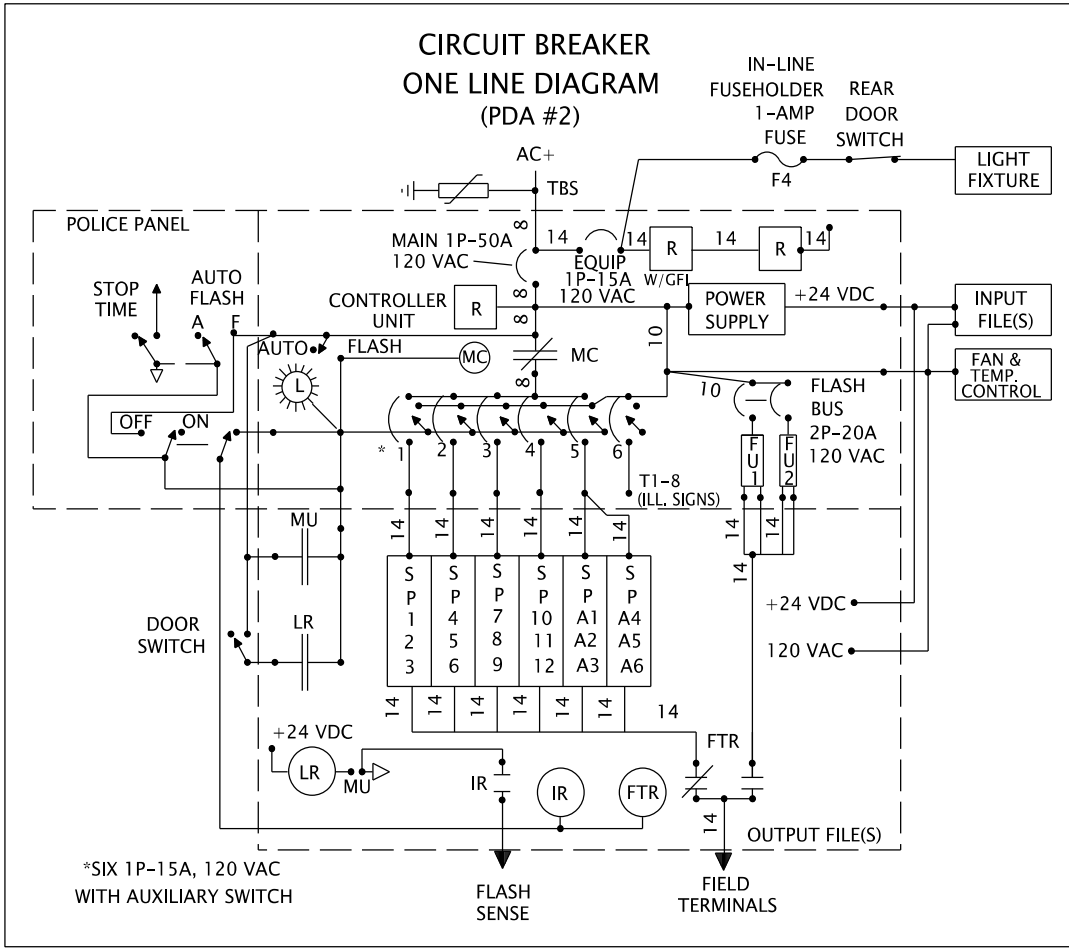 CIRCUIT BREAKER
ONE LINE DIAGRAM
(PDA #2)
IN-LINE
FUSEHOLDER
1-AMP
FUSE
REAR
DOOR
SWITCH
F4
LIGHT
FIXTURE
AC+
TBS
POLICE PANEL
8
MAIN 1P-50A
120 VAC
14
EQUIP
1P-15A
120 VAC
14
R
W/GFI
14
R
14
STOP
TIME
AUTO
FLASH
A
F
CONTROLLER
UNIT
R
8
8
POWER
SUPPLY
+24 VDC
INPUT
FILE(S)
AUTO
FLASH
MC
MC
10
FAN &
TEMP.
CONTROL
L
8
10
FLASH
BUS
2P-20A
120 VAC
OFF
ON
* 1
2
3
4
5
6
FU1
FU2
T1-8
(ILL. SIGNS)
14
14
14
14
14
14
14
14
14
MU
S P 1 2 3
S P 4 5 6
S P 7 8 9
S P 10 11 12
S P A1 A2 A3
S P A4 A5 A6
DOOR
SWITCH
LR
+24 VDC
120 VAC
14
14
14
14
14
14
14
+24 VDC
LR
MU
IR
IR
FTR
FTR
14
OUTPUT FILE(S)
*SIX 1P-15A, 120 VAC
WITH AUXILIARY SWITCH
FLASH
SENSE
FIELD
TERMINALS